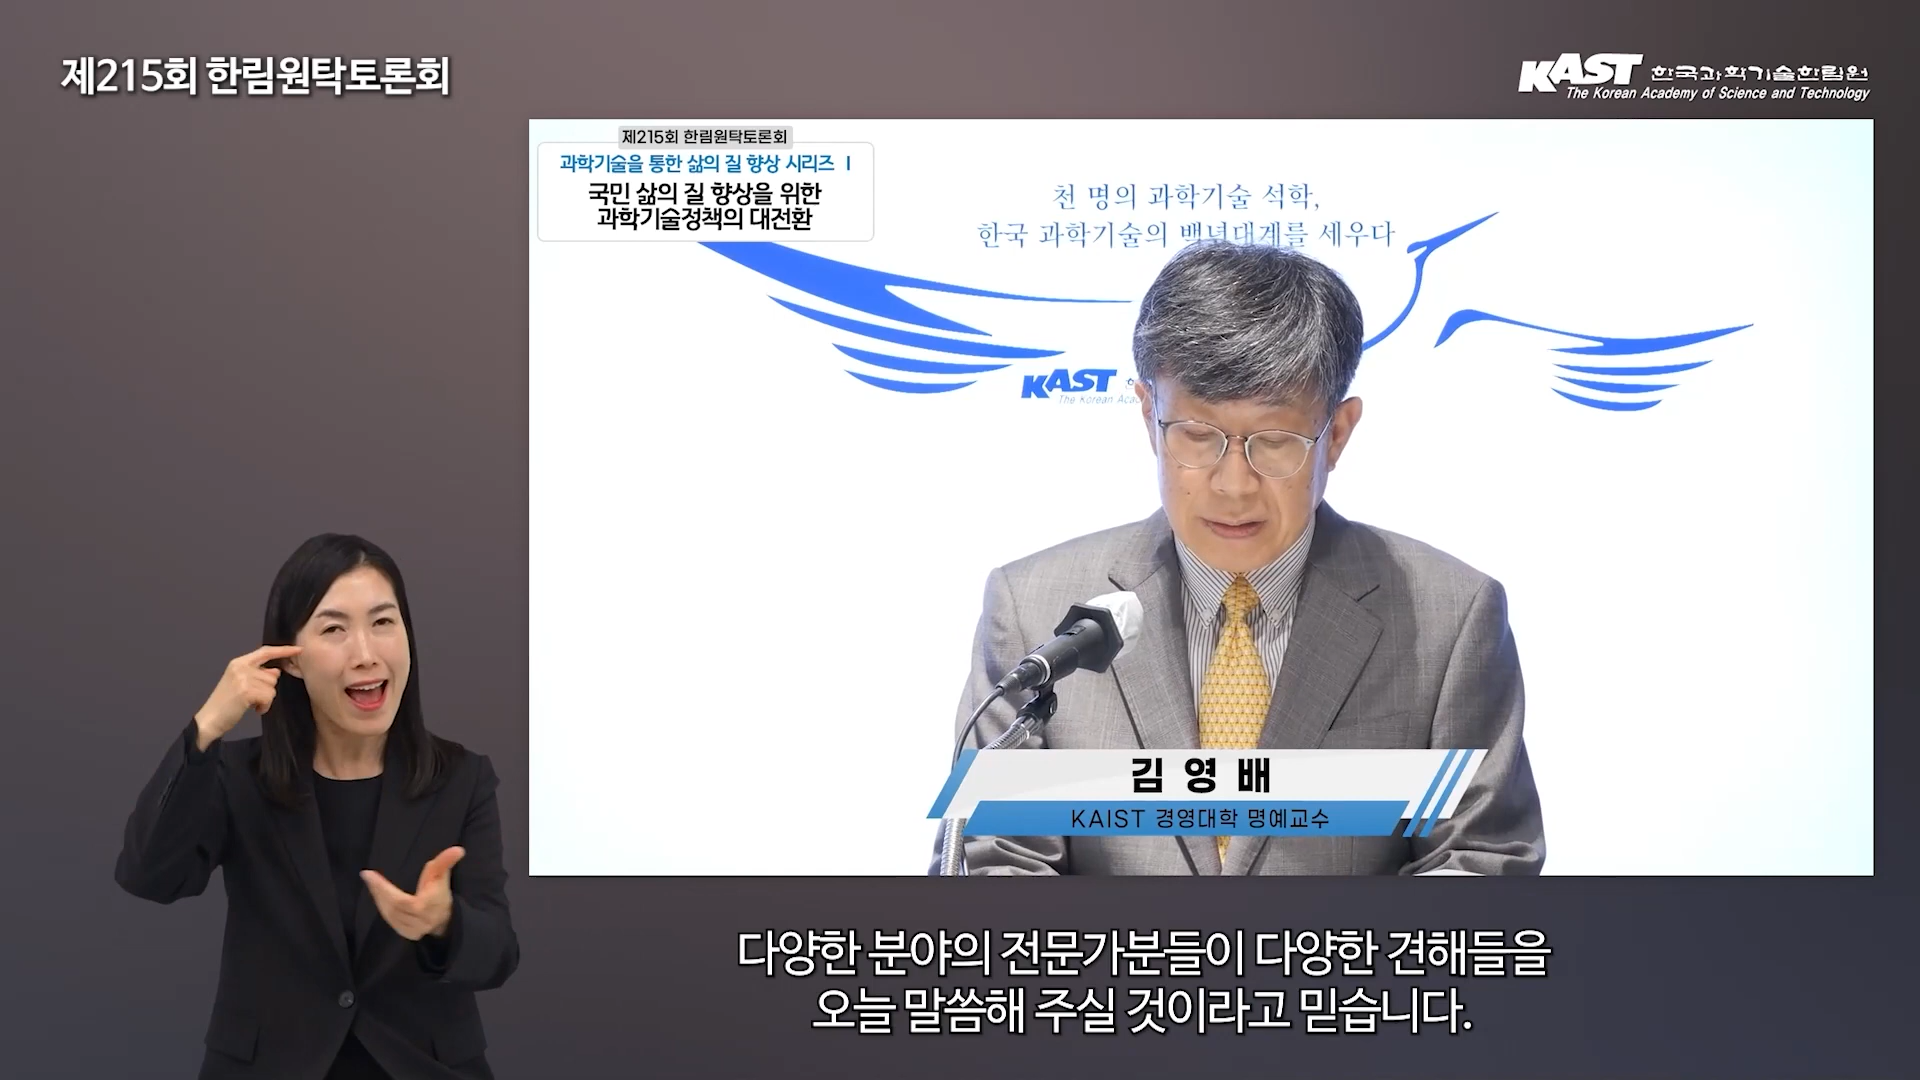 제215회 한림원탁토론회
KAST 한국과학기술한림원
The Korean Academy of Science and Technology
제215회 한림원탁토론회
과학기술을 통한 삶의 질 향상 시리즈 Ⅰ
국민 삶의 질 향상을 위한
과학기술정책의 대전환
천 명의 과학기술 석학,
한국 과학기술의 백년대계를 세우다
KAST 한
The Korean Aca
김영배
KAIST 경영대학 명예교수
다양한 분야의 전문가분들이 다양한 견해들을
오늘 말씀해 주실 것이라고 믿습니다.